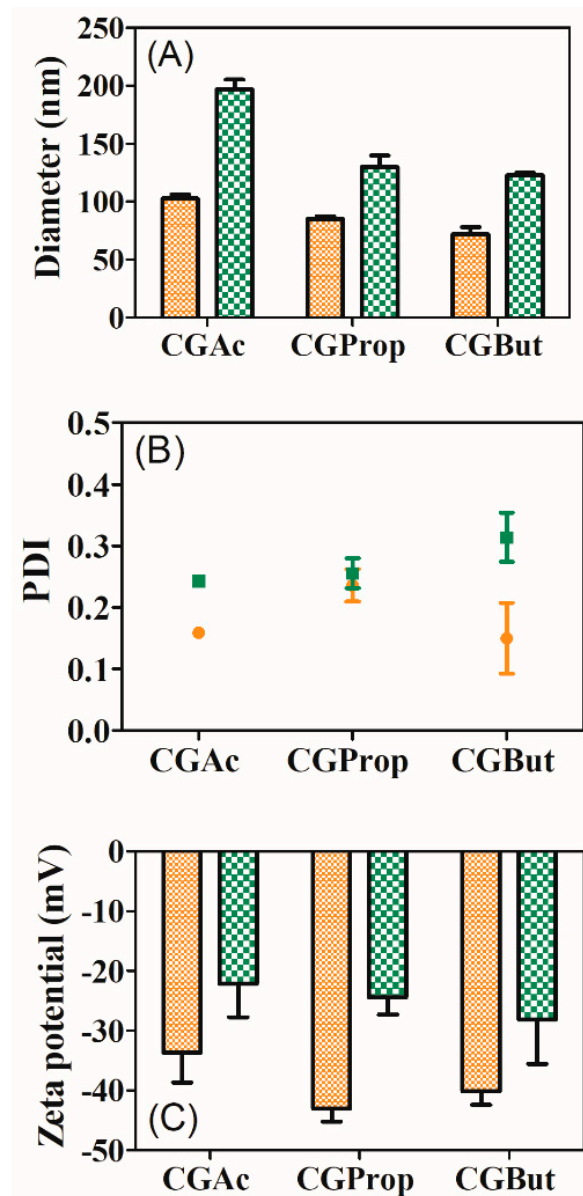 (A)
Diameter (nm)
250
200
150
100
50
0
CGAc CGProp CGBut
(B)
PDI
0.5
0.4
0.3
0.2
0.1
0.0
CGAc CGProp CGBut
Zeta potential (mV)
0
-10
-20
-30
-40
-50
(C)
CGAc CGProp CGBut